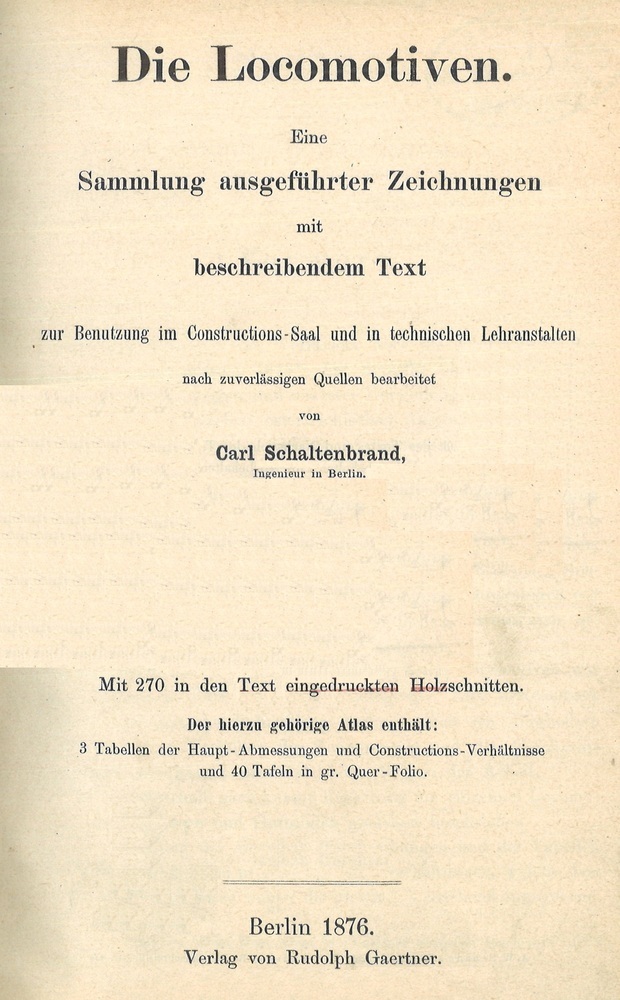 Die Locomotiven.
Eine
Sammlung ausgeführter Zeichnungen
mit
beschreibendem Text
zur Benutzung im Constructions-Saal und in technischen Lehranstalten
nach zuverlässigen Quellen bearbeitet
von
Carl Schaltenbrand,
Ingenieur in Berlin.
Mit 270 in den Text eingedruckten Holzschnitten.
Der hierzu gehörige Atlas enthält:
3 Tabellen der Haupt-Abmessungen und Constructions-Verhältnisse
und 40 Tafeln in gr. Quer-Folio.
Berlin 1876.
Verlag von Rudolph Gaertner.